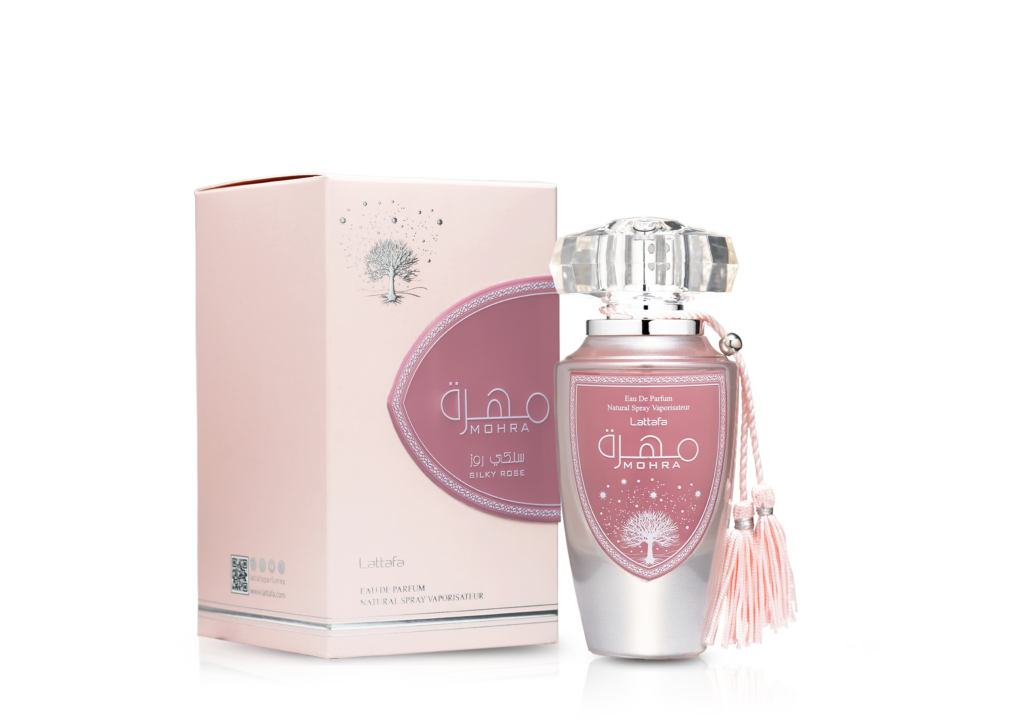 مهرة
MOHRA
سلكي روز
SILKY ROSE
Lattafa
EAU DE PARFUM
NATURAL SPRAY VAPORISATEUR
www.lattafa.com
Eau De Parfum
Natural Spray Vaporisateur
Lattafa
مهرة
MOHRA